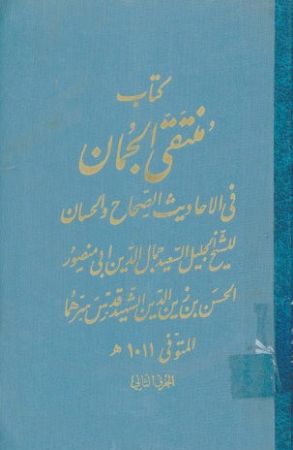 كتاب
منتقى الجمان
في الاحاديث الصحاح والحسان
للشيخ الجليل السعيد جمال الدين ابي منصور
الحسن بن زين الدين الشهيد قدس سرهما
المتوفى ١٠١١ هـ
الجزء الثاني